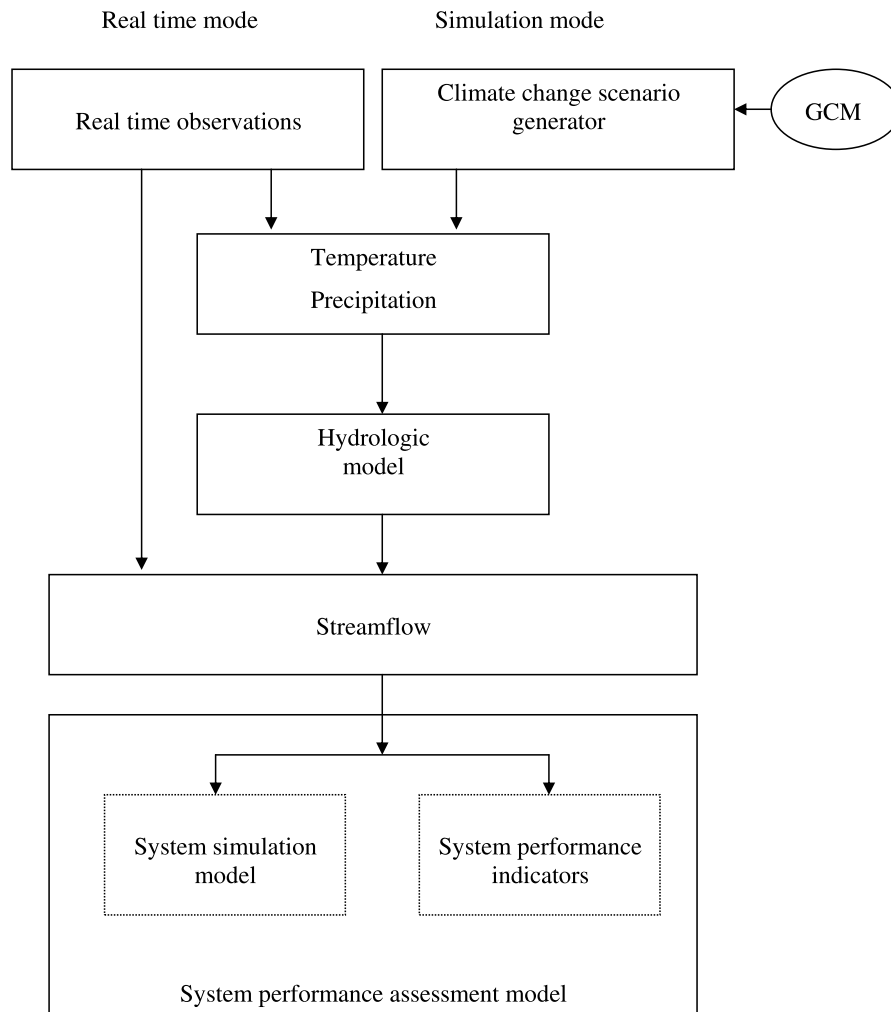 Real time mode
Simulation mode
Real time observations
Climate change scenario
generator
GCM
Temperature
Precipitation
Hydrologic
model
Streamflow
System simulation
model
System performance
indicators
System performance assessment model